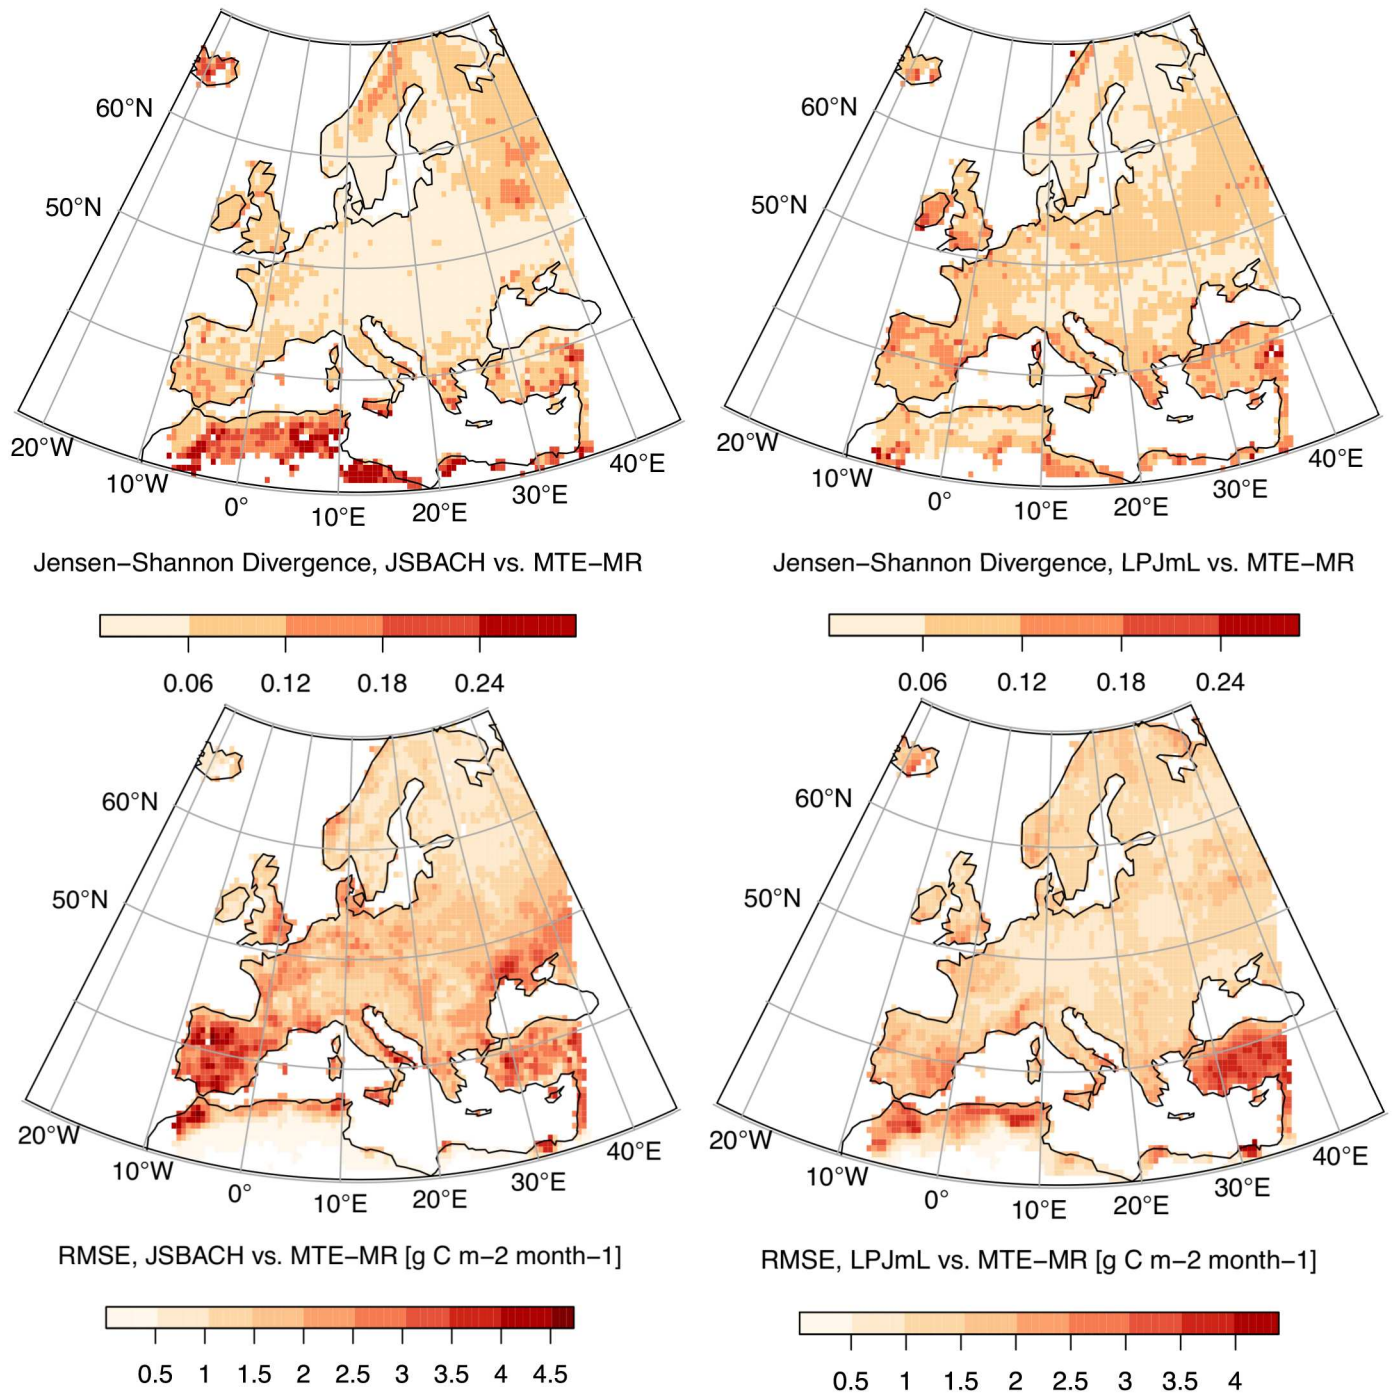 60°N
50°N
20°W
10°W
0°
10°E
20°E
30°E
40°E
Jensen−Shannon Divergence, JSBACH vs. MTE−MR
0.06 0.12 0.18 0.24
60°N
50°N
20°W
10°W
0°
10°E
20°E
30°E
40°E
Jensen−Shannon Divergence, LPJmL vs. MTE−MR
0.06 0.12 0.18 0.24
60°N
50°N
20°W
10°W
0°
10°E
20°E
30°E
40°E
RMSE, JSBACH vs. MTE−MR [g C m−2 month−1]
0.5 1 1.5 2 2.5 3 3.5 4 4.5
60°N
50°N
20°W
10°W
0°
10°E
20°E
30°E
40°E
RMSE, LPJmL vs. MTE−MR [g C m−2 month−1]
0.5 1 1.5 2 2.5 3 3.5 4